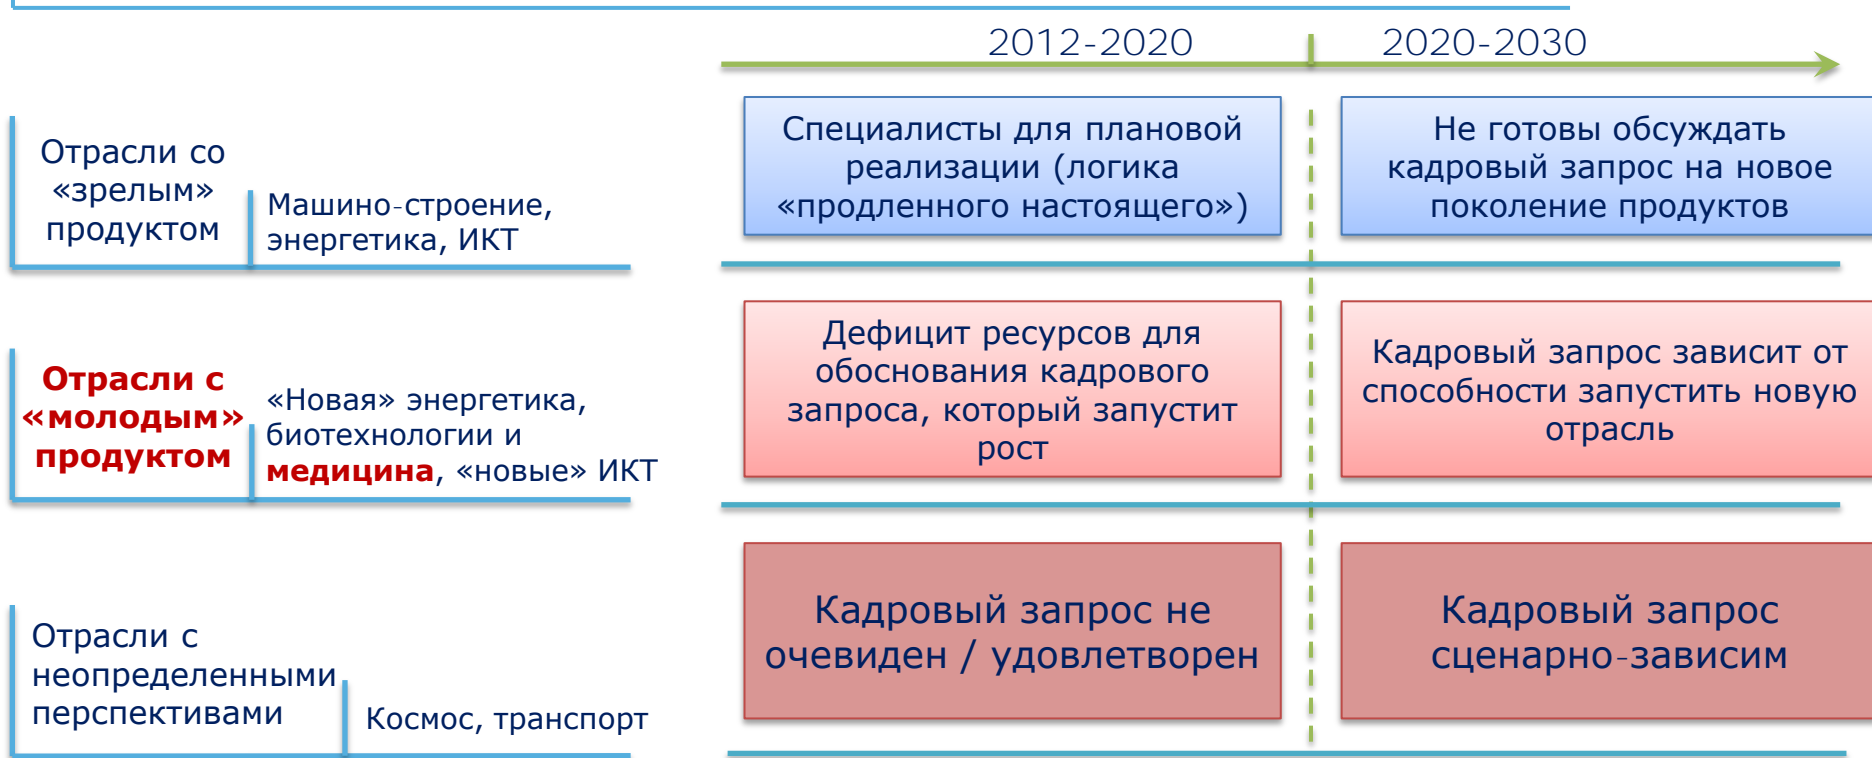 2012-2020
2020-2030
Отрасли со
«зрелым»
продуктом
Машино-строение,
энергетика, ИКТ
Специалисты для плановой
реализации (логика
«продленного настоящего»)
Не готовы обсуждать
кадровый запрос на новое
поколение продуктов
Отрасли с
«молодым»
продуктом
«Новая» энергетика,
биотехнологии и
медицина, «новые» ИКТ
Дефицит ресурсов для
обоснования кадрового
запроса, который запустит
рост
Кадровый запрос зависит от
способности запустить новую
отрасль
Отрасли с
неопределенными
перспективами
Космос, транспорт
Кадровый запрос не
очевиден / удовлетворен
Кадровый запрос
сценарно-зависим